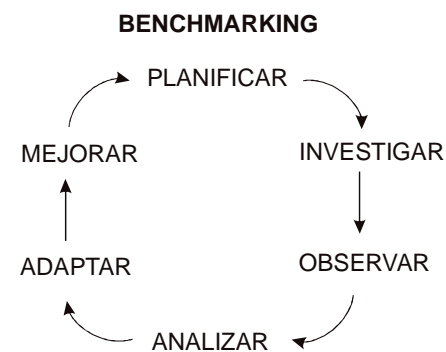 BENCHMARKING
PLANIFICAR
INVESTIGAR
OBSERVAR
ANALIZAR
ADAPTAR
MEJORAR